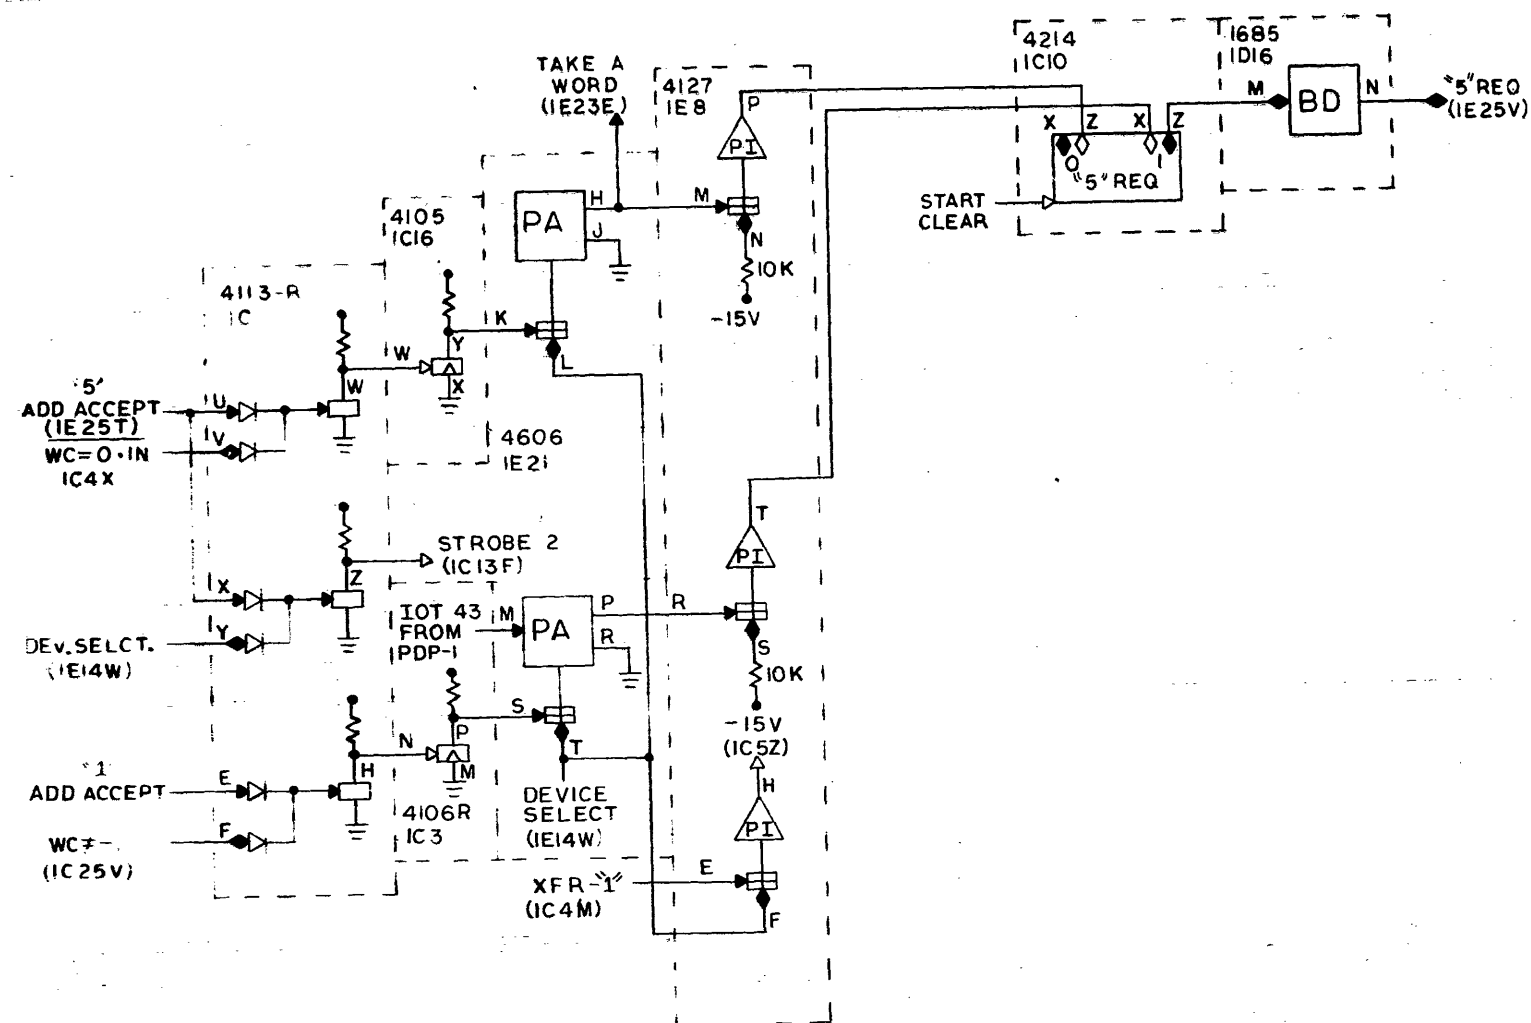 4214
1C10
1685
1D16
TAKE A
WORD
(1E23E)
4127
1E8
P
PI
M
N
10K
-15V
X
Z
X
Z
0
1
"5" REQ
START
CLEAR
M
BD
N
"5" REQ
(1E25V)
4105
1C16
PA
H
J
K
L
4113-R
1C
W
W
Y
X
"5"
ADD ACCEPT
(1E25T)
WC=0·IN
1C4X
U
V
4606
1E21
STROBE 2
(1C13F)
Z
X
Y
DEV. SELCT.
(1E14W)
IOT 43
FROM
PDP-1
M
PA
P
R
R
T
PI
S
10K
-15V
(1C5Z)
S
T
N
P
M
H
"1"
ADD ACCEPT
E
F
WC≠-
(1C25V)
4106R
1C3
DEVICE
SELECT
(1E14W)
H
PI
XFR-"1"
(1C4M)
E
F